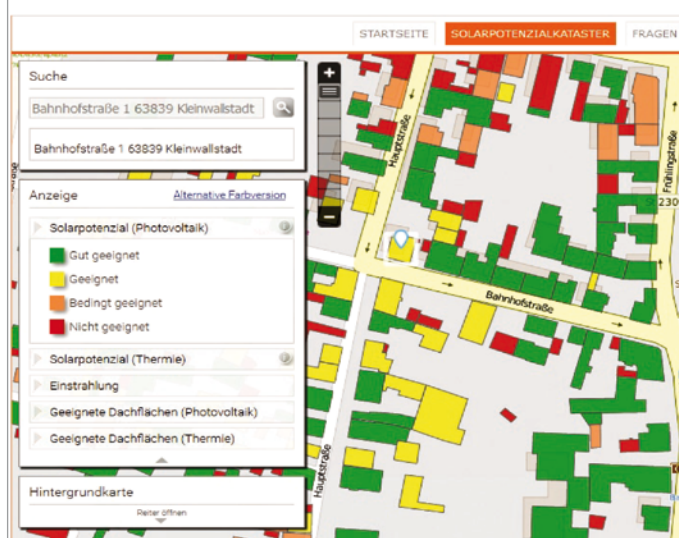 STARTSEITE SOLARPOTENZIALKATASTER FRAGEN
Suche
Bahnhofstraße 1 63839 Kleinwallstadt
Bahnhofstraße 1 63839 Kleinwallstadt
Anzeige Alternative Farbversion
Solarpotenzial (Photovoltaik)
Gut geeignet
Geeignet
Bedingt geeignet
Nicht geeignet
Solarpotenzial (Thermie)
Einstrahlung
Geeignete Dachflächen (Photovoltaik)
Geeignete Dachflächen (Thermie)
Hintergrundkarte
Reiter öffnen
Hauptstraße
Frühlingstraße
St 2309
Bahnhofstraße
Hauptstraße